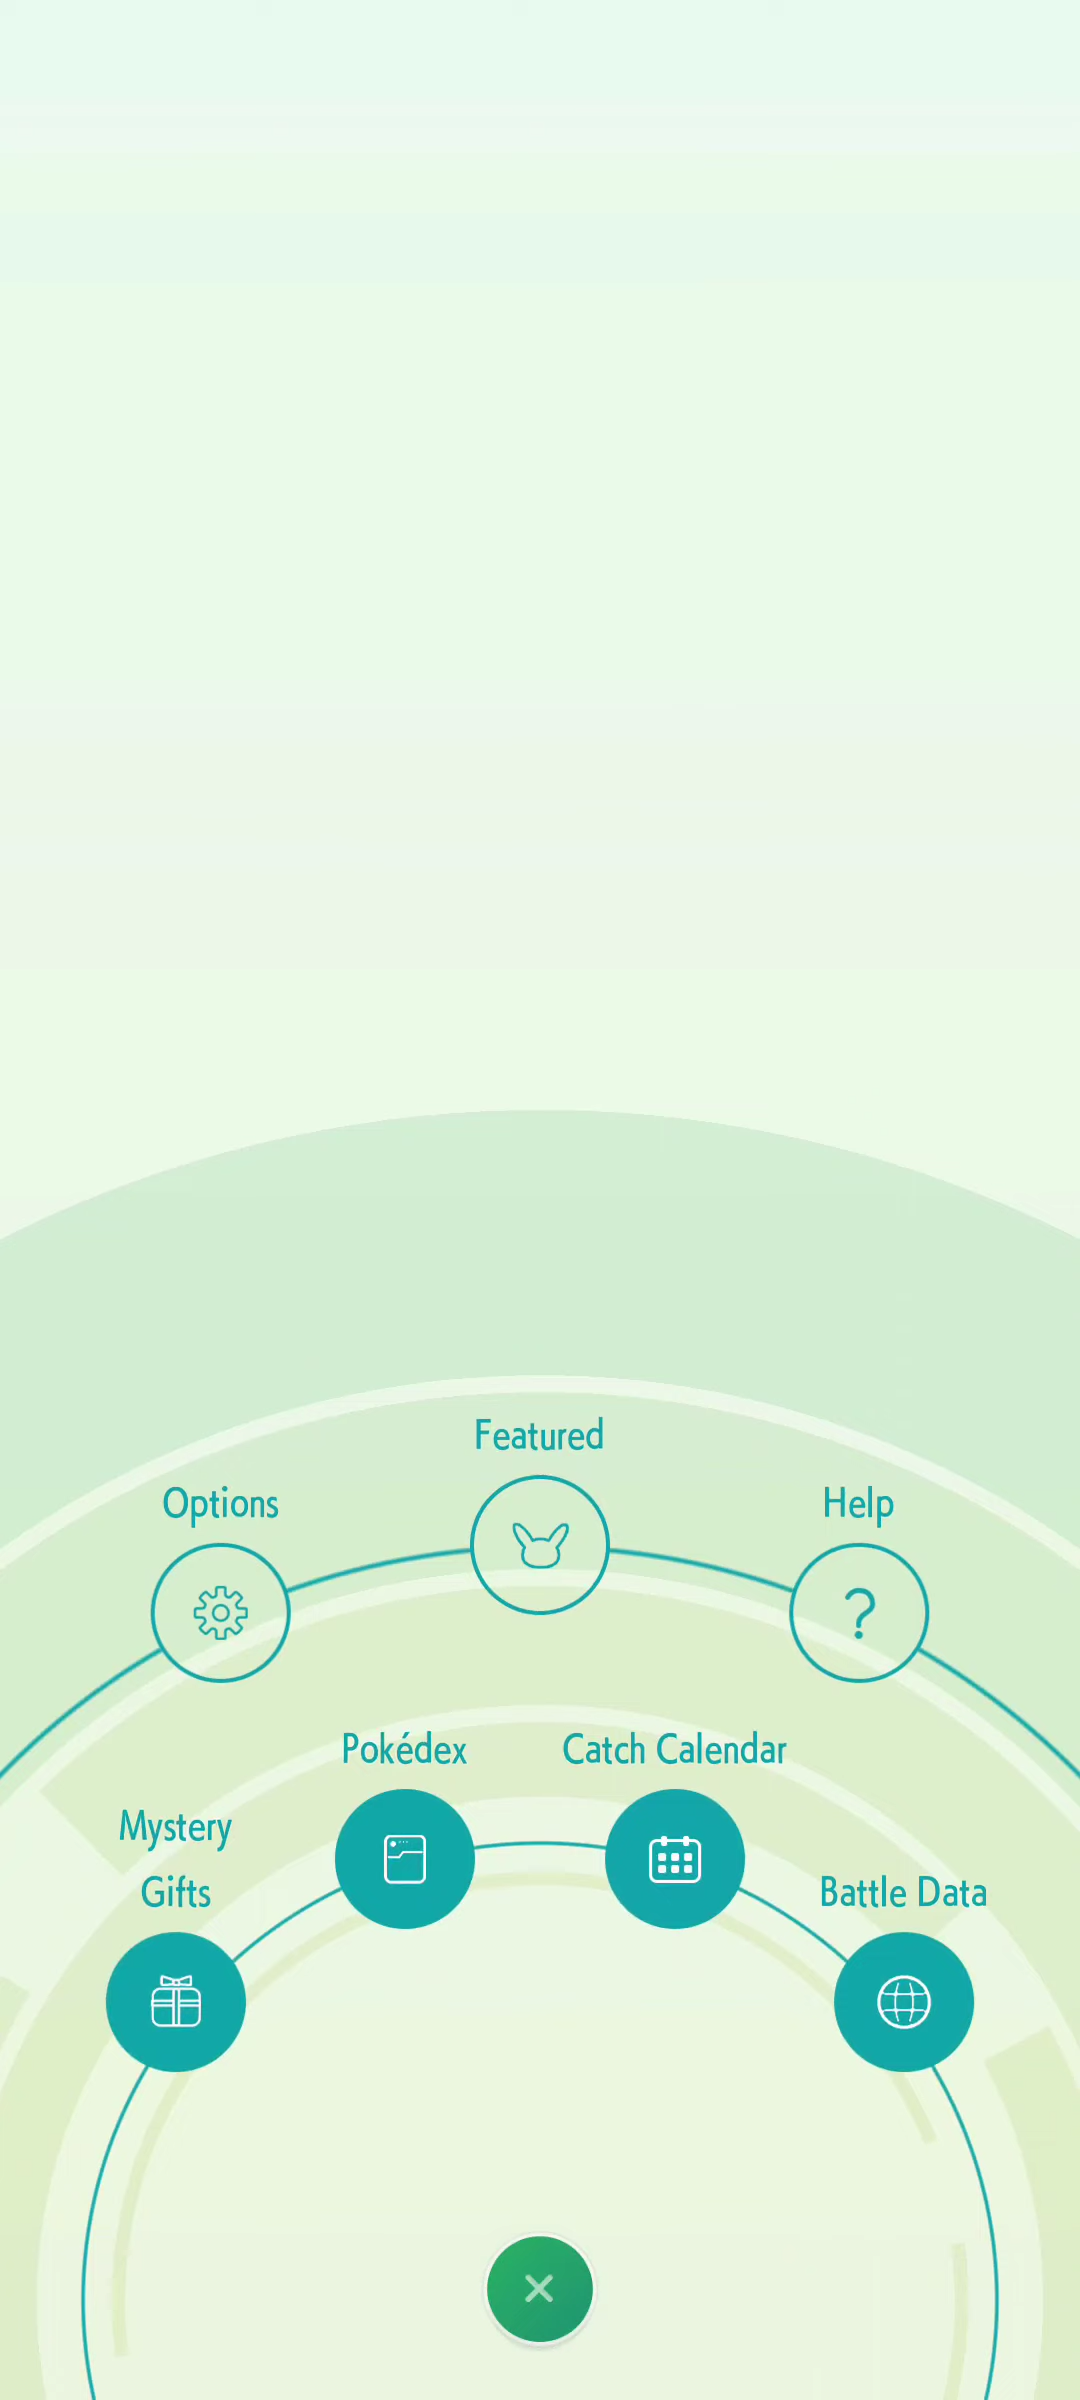 Featured
Options
Help
Pokédex
Catch Calendar
Mystery
Gifts
Battle Data